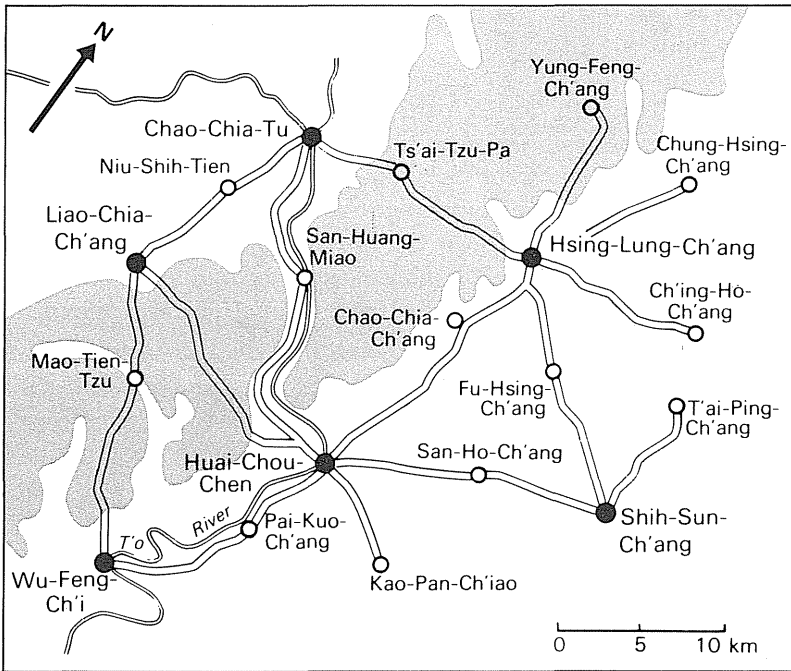 N
Yung-Feng-
Ch'ang
Chao-Chia-Tu
Ts'ai-Tzu-Pa
Chung-Hsing-
Ch'ang
Niu-Shih-Tien
Liao-Chia-
Ch'ang
San-Huang-
Miao
Hsing-Lung-Ch'ang
Ch'ing-Ho-
Ch'ang
Chao-Chia-
Ch'ang
Mao-Tien-
Tzu
Fu-Hsing-
Ch'ang
T'ai-Ping-
Ch'ang
Huai-Chou-
Chen
San-Ho-Ch'ang
T'o River
Pai-Kuo-
Ch'ang
Shih-Sun-
Ch'ang
Wu-Feng-
Ch'i
Kao-Pan-Ch'iao
0 5 10 km